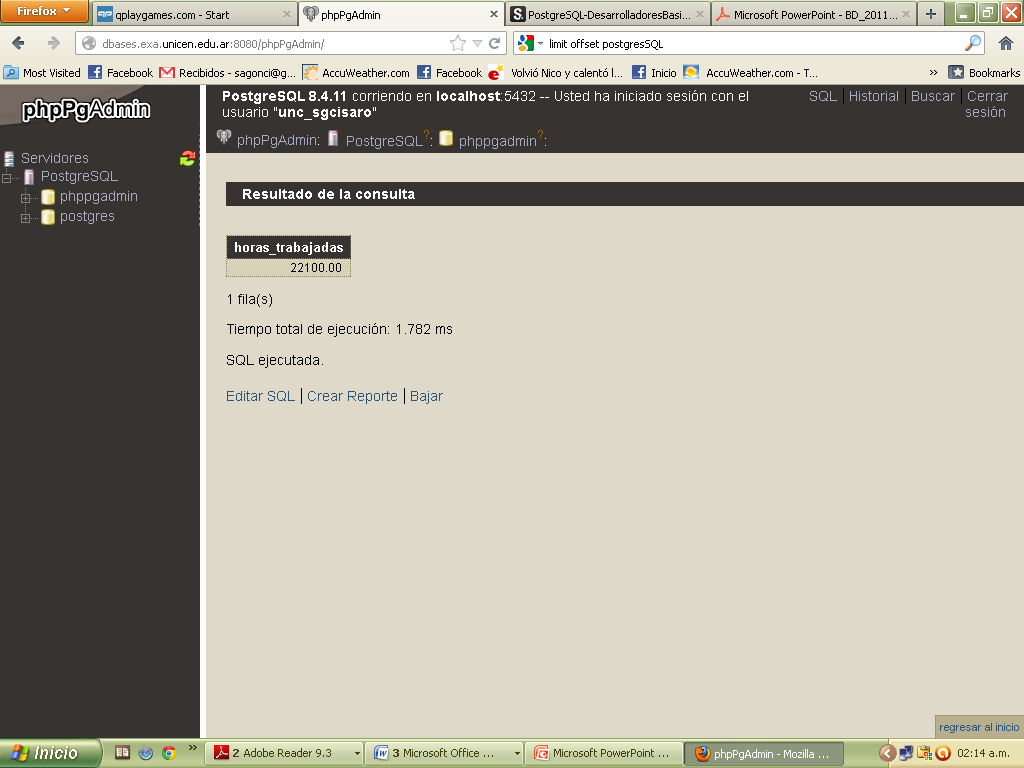 Firefox
qplaygames.com - Start
phpPgAdmin
PostgreSQL-DesarrolladoresBasi...
Microsoft PowerPoint - BD_2011...
dbases.exa.unicen.edu.ar:8080/phpPgAdmin/
limit offset postgresSQL
Most Visited
Facebook
Recibidos - sagonci@g...
AccuWeather.com
Facebook
Volvió Nico y calentó l...
Inicio
AccuWeather.com - T...
»
Bookmarks
phpPgAdmin
Servidores
PostgreSQL
phppgadmin
postgres
PostgreSQL 8.4.11 corriendo en localhost:5432 -- Usted ha iniciado sesión con el
usuario "unc_sgcisaro"
SQL | Historial | Buscar | Cerrar
sesión
phpPgAdmin: PostgreSQL?: phppgadmin?:
Resultado de la consulta
horas_trabajadas
22100.00
1 fila(s)
Tiempo total de ejecución: 1.782 ms
SQL ejecutada.
Editar SQL | Crear Reporte | Bajar
regresar al inicio
Inicio
»
2 Adobe Reader 9.3
3 Microsoft Office ...
Microsoft PowerPoint ...
phpPgAdmin - Mozilla ...
02:14 a.m.